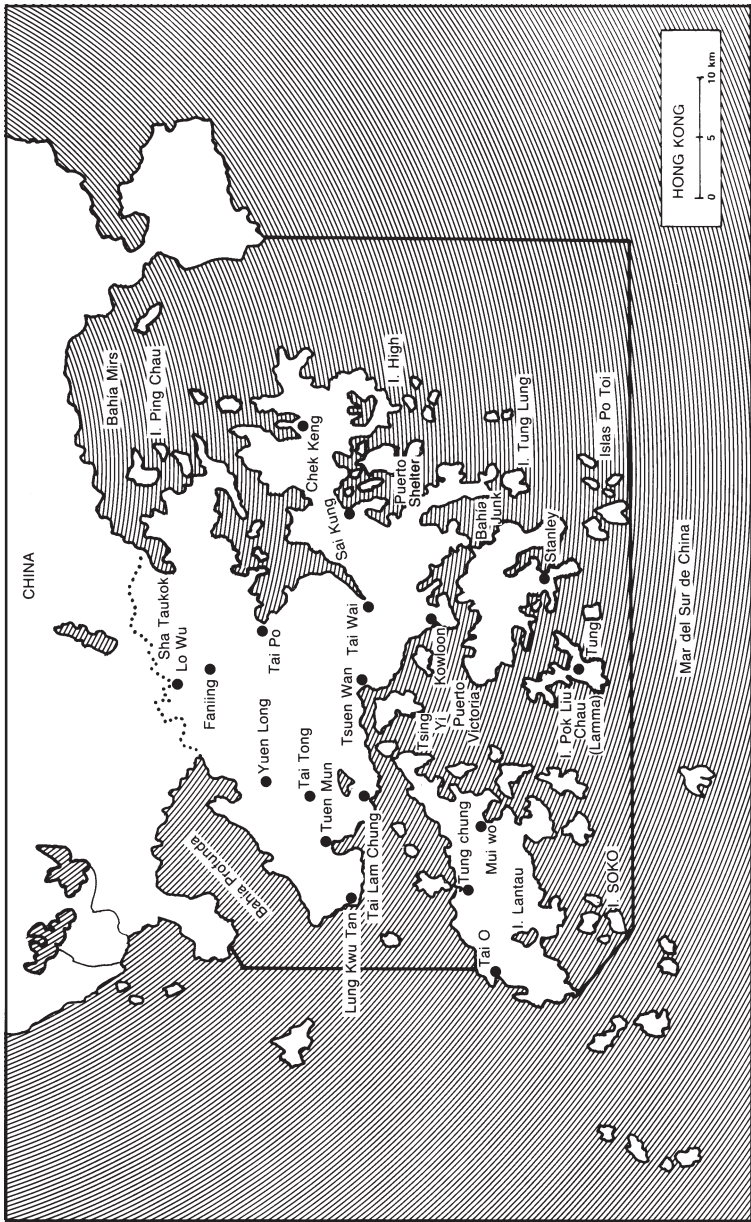 CHINA
Bahia Mirs
I. Ping Chau
Sha Taukok
Lo Wu
Fanijing
Bahia Profunda
Yuen Long
Tai Po
Tai Tong
Tuen Mun
Chek Keng
Sai Kung
I. High
Puerto
Shelter
Lung Kwu Tan
Tai Lam Chung
Tsuen Wan
Tai Wai
Tsing
Yi
Kowloon
Puerto
Victoria
Bahia
Junk
I. Tung Lung
Tung chung
Mui wo
Tai O
I. Lantau
Stanley
I. Pok Liu
Chau
(Lamma)
Tung
Islas Po Toi
I. SOKO
Mar del Sur de China
HONG KONG
0 5 10 km